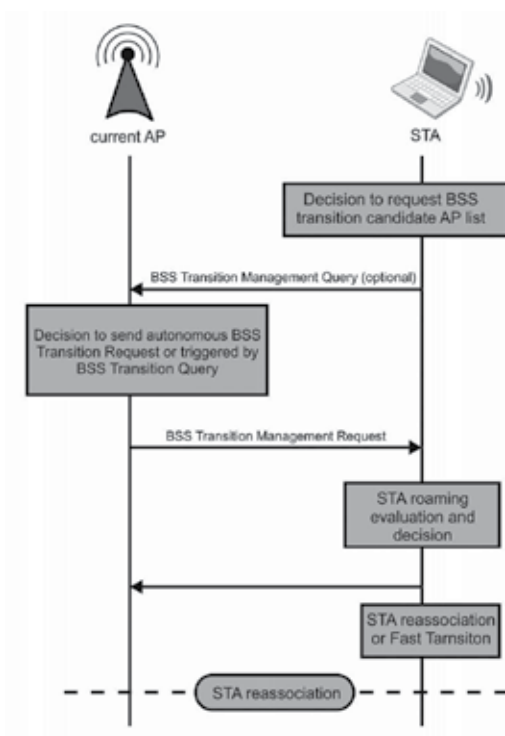 current AP
STA
Decision to request BSS
transition candidate AP list
BSS Transition Management Query (optional)
Decision to send autonomous BSS
Transition Request or triggered by
BSS Transition Query
BSS Transition Management Request
STA roaming
evaluation and
decision
STA reassociation
or Fast Tarnsiton
STA reassociation